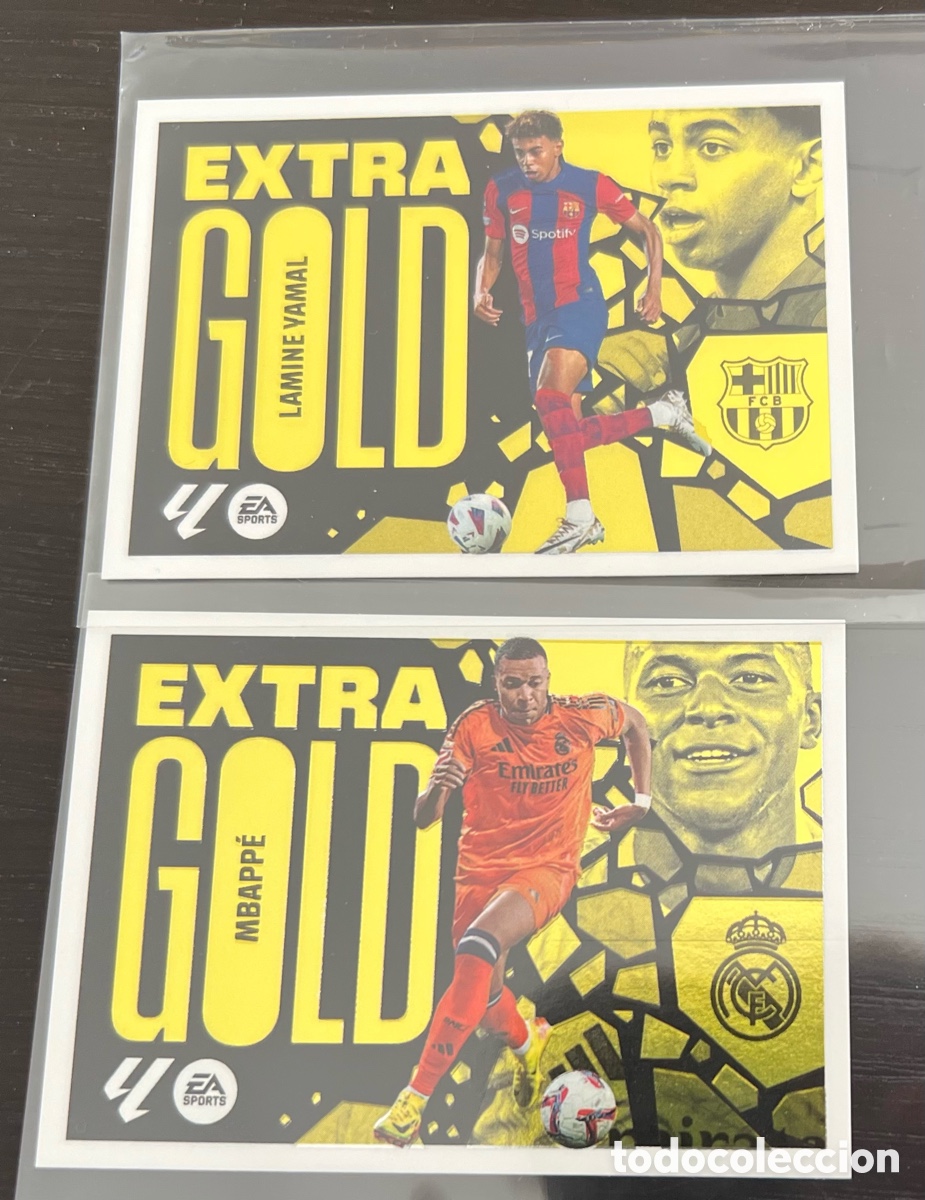 EXTRA
GOLD
LAMINE YAMAL
Spotify
FCB
EA
SPORTS
EXTRA
GOLD
MBAPPÉ
Emirates
FLY BETTER
EA
SPORTS
todocoleccion